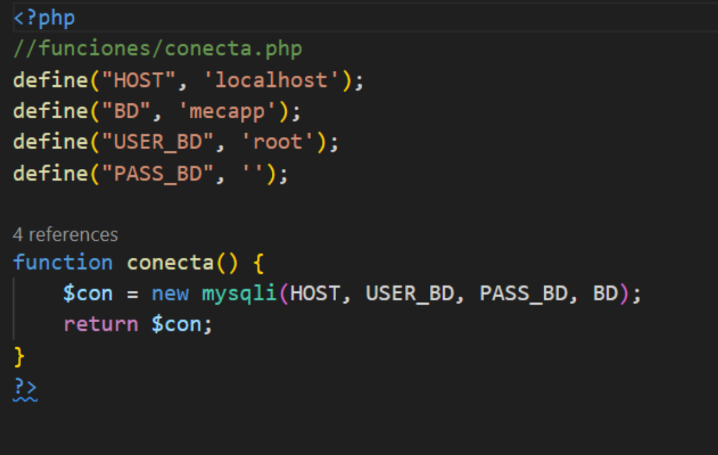 <?php
//funciones/conecta.php
define("HOST", 'localhost');
define("BD", 'mecapp');
define("USER_BD", 'root');
define("PASS_BD", '');
4 references
function conecta() {
    $con = new mysqli(HOST, USER_BD, PASS_BD, BD);
    return $con;
}
?>